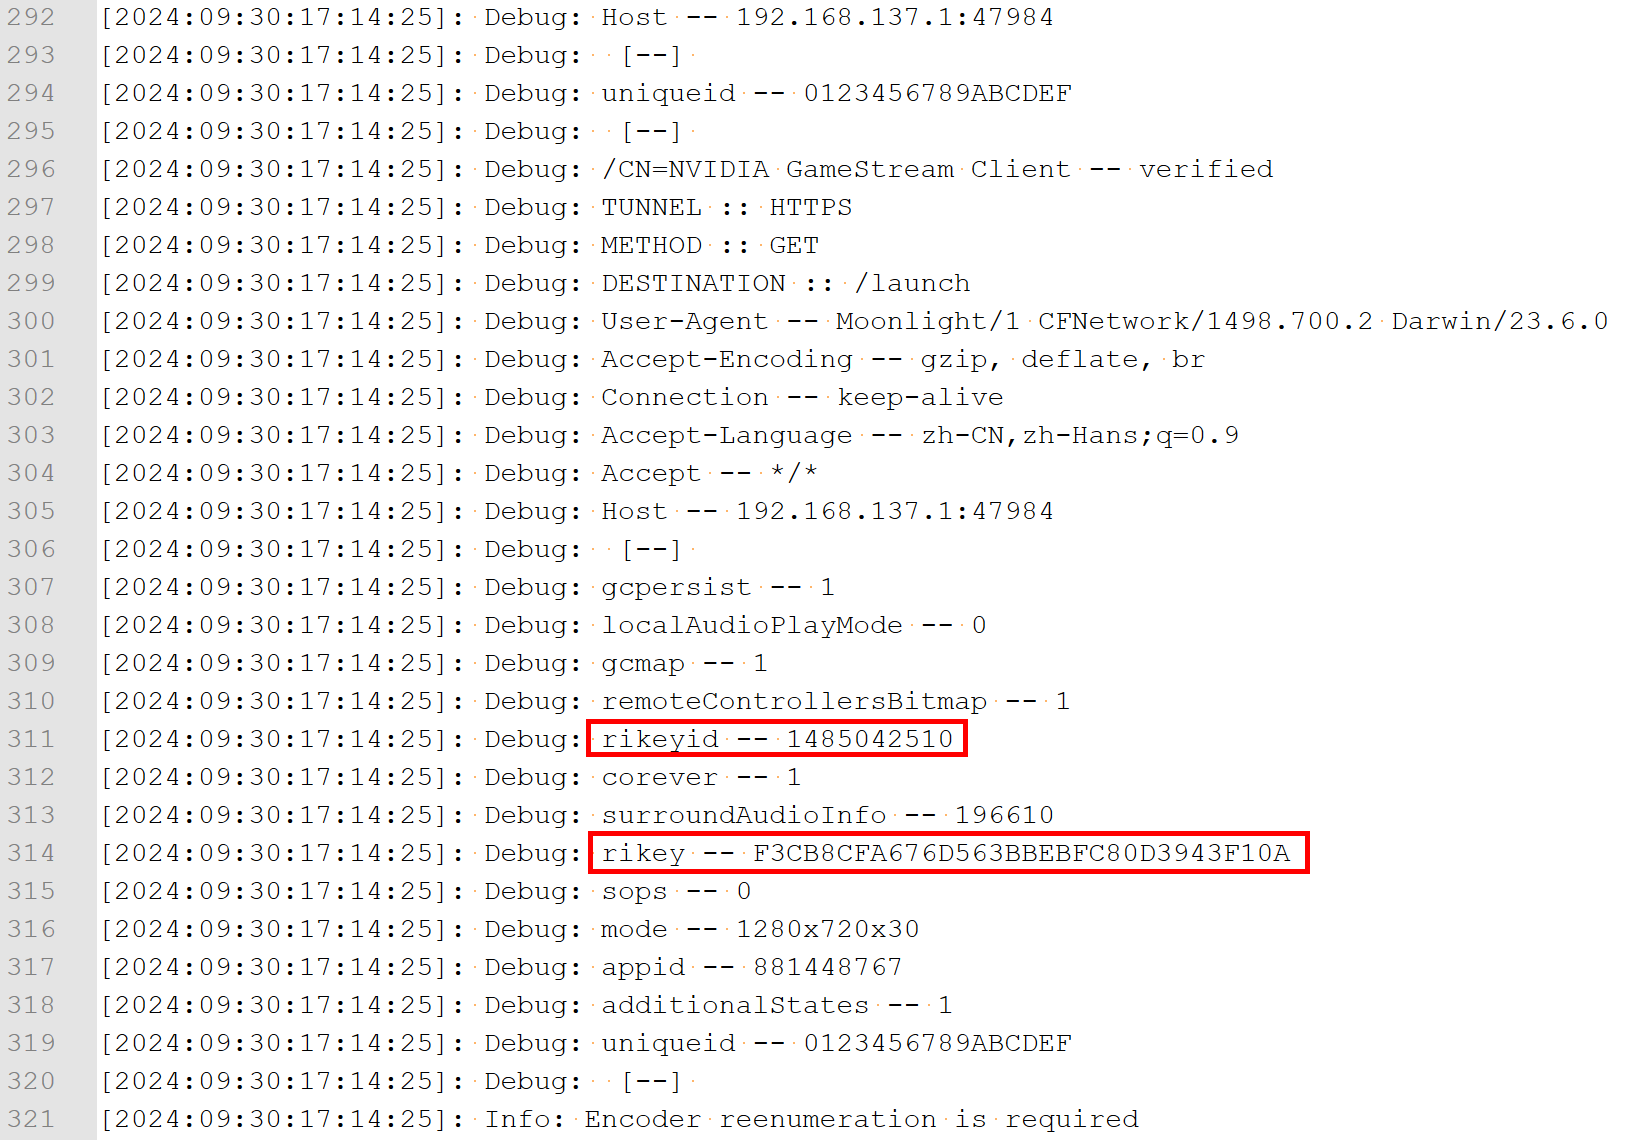 292 [2024:09:30:17:14:25]: Debug: Host -- 192.168.137.1:47984
293 [2024:09:30:17:14:25]: Debug:  [--]
294 [2024:09:30:17:14:25]: Debug: uniqueid -- 0123456789ABCDEF
295 [2024:09:30:17:14:25]: Debug:  [--]
296 [2024:09:30:17:14:25]: Debug: /CN=NVIDIA GameStream Client -- verified
297 [2024:09:30:17:14:25]: Debug: TUNNEL :: HTTPS
298 [2024:09:30:17:14:25]: Debug: METHOD :: GET
299 [2024:09:30:17:14:25]: Debug: DESTINATION :: /launch
300 [2024:09:30:17:14:25]: Debug: User-Agent -- Moonlight/1 CFNetwork/1498.700.2 Darwin/23.6.0
301 [2024:09:30:17:14:25]: Debug: Accept-Encoding -- gzip, deflate, br
302 [2024:09:30:17:14:25]: Debug: Connection -- keep-alive
303 [2024:09:30:17:14:25]: Debug: Accept-Language -- zh-CN,zh-Hans;q=0.9
304 [2024:09:30:17:14:25]: Debug: Accept -- */*
305 [2024:09:30:17:14:25]: Debug: Host -- 192.168.137.1:47984
306 [2024:09:30:17:14:25]: Debug:  [--]
307 [2024:09:30:17:14:25]: Debug: gcpersist -- 1
308 [2024:09:30:17:14:25]: Debug: localAudioPlayMode -- 0
309 [2024:09:30:17:14:25]: Debug: gcmap -- 1
310 [2024:09:30:17:14:25]: Debug: remoteControllersBitmap -- 1
311 [2024:09:30:17:14:25]: Debug: rikeyid -- 1485042510
312 [2024:09:30:17:14:25]: Debug: corever -- 1
313 [2024:09:30:17:14:25]: Debug: surroundAudioInfo -- 196610
314 [2024:09:30:17:14:25]: Debug: rikey -- F3CB8CFA676D563BBEBFC80D3943F10A
315 [2024:09:30:17:14:25]: Debug: sops -- 0
316 [2024:09:30:17:14:25]: Debug: mode -- 1280x720x30
317 [2024:09:30:17:14:25]: Debug: appid -- 881448767
318 [2024:09:30:17:14:25]: Debug: additionalStates -- 1
319 [2024:09:30:17:14:25]: Debug: uniqueid -- 0123456789ABCDEF
320 [2024:09:30:17:14:25]: Debug:  [--]
321 [2024:09:30:17:14:25]: Info: Encoder reenumeration is required